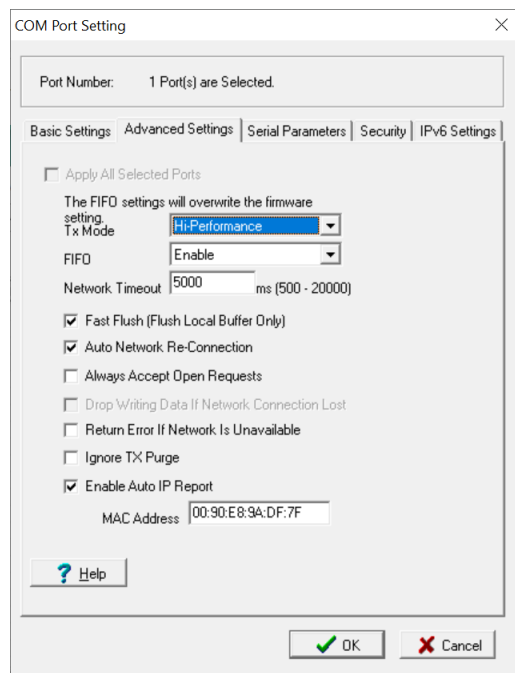 COM Port Setting
Port Number: 1 Port(s) are Selected.
Basic Settings Advanced Settings Serial Parameters Security IPv6 Settings
Apply All Selected Ports
The FIFO settings will overwrite the firmware
setting.
Tx Mode Hi-Performance
FIFO Enable
Network Timeout 5000 ms (500 - 20000)
Fast Flush (Flush Local Buffer Only)
Auto Network Re-Connection
Always Accept Open Requests
Drop Writing Data If Network Connection Lost
Return Error If Network Is Unavailable
Ignore TX Purge
Enable Auto IP Report
MAC Address 00:90:E8:9A:DF:7F
? Help
OK Cancel